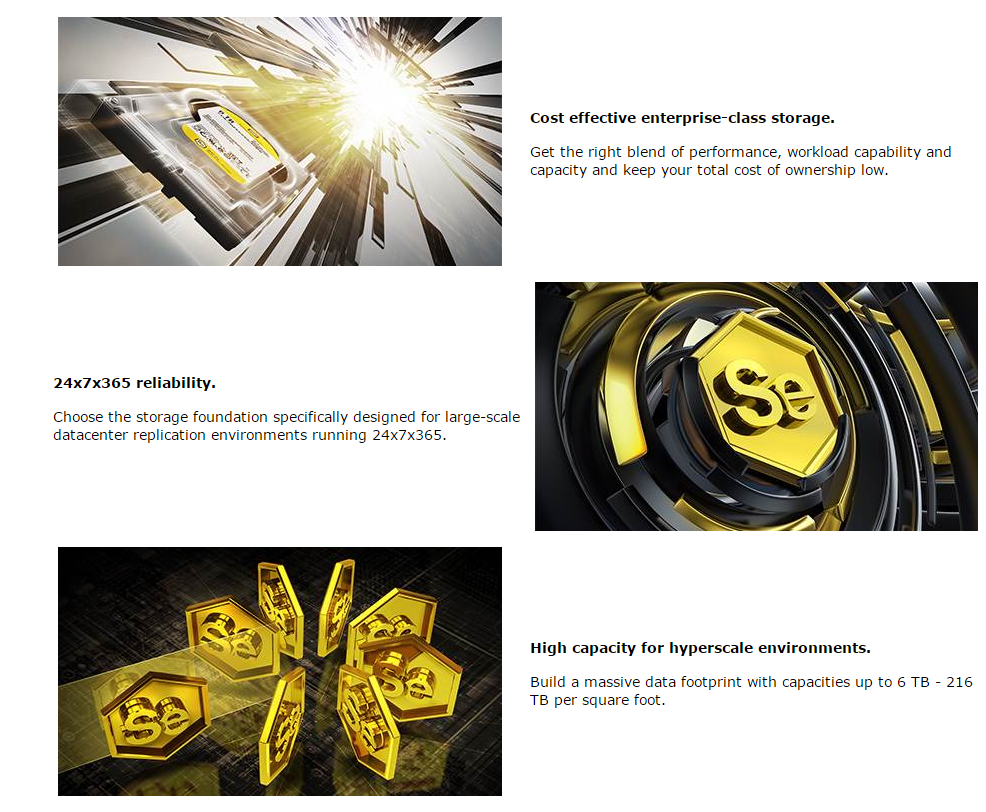 Cost effective enterprise-class storage.
Get the right blend of performance, workload capability and
capacity and keep your total cost of ownership low.
24x7x365 reliability.
Choose the storage foundation specifically designed for large-scale
datacenter replication environments running 24x7x365.
Se
Se
Se
Se
Se
High capacity for hyperscale environments.
Build a massive data footprint with capacities up to 6 TB - 216
TB per square foot.